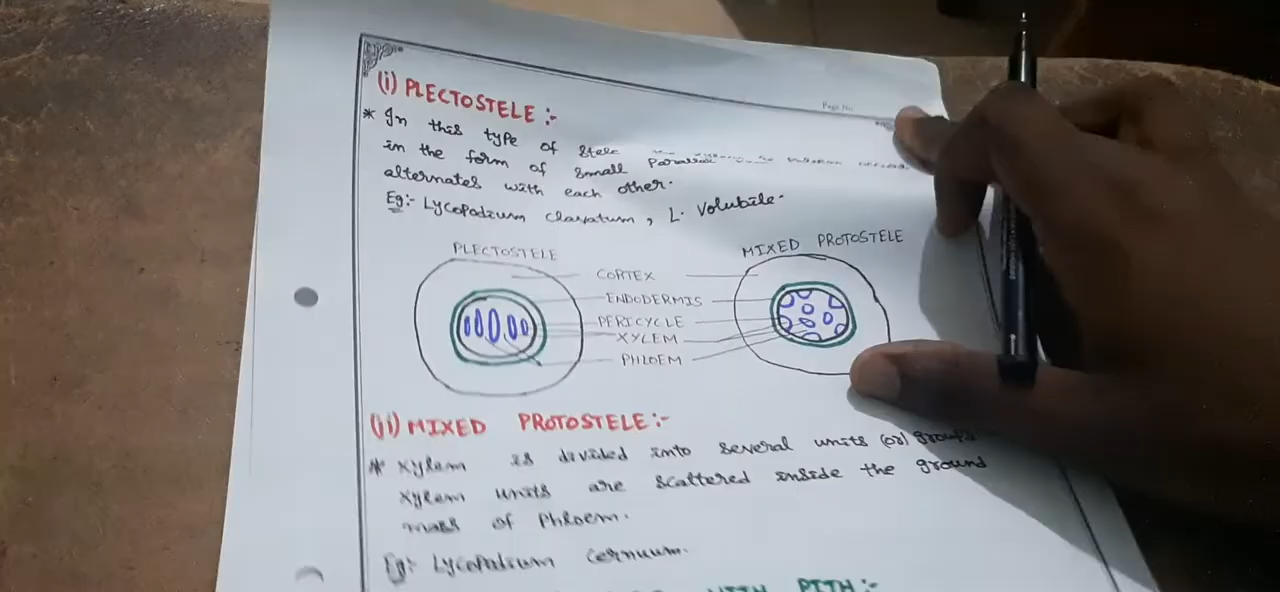 Page No
(i) PLECTOSTELE :-
* In this type of Stele
in the form of small Parallel
alternates with each other.
Eg:- Lycopodium clavatum, L. Volubile.
PLECTOSTELE
MIXED PROTOSTELE
CORTEX
ENDODERMIS
PERICYCLE
XYLEM
PHLOEM
(ii) MIXED PROTOSTELE :-
* Xylem is divided into several units (or) groups
Xylem units are scattered inside the ground
mass of Phloem.
Eg:- Lycopodium cernuum.
WITH PITH :-